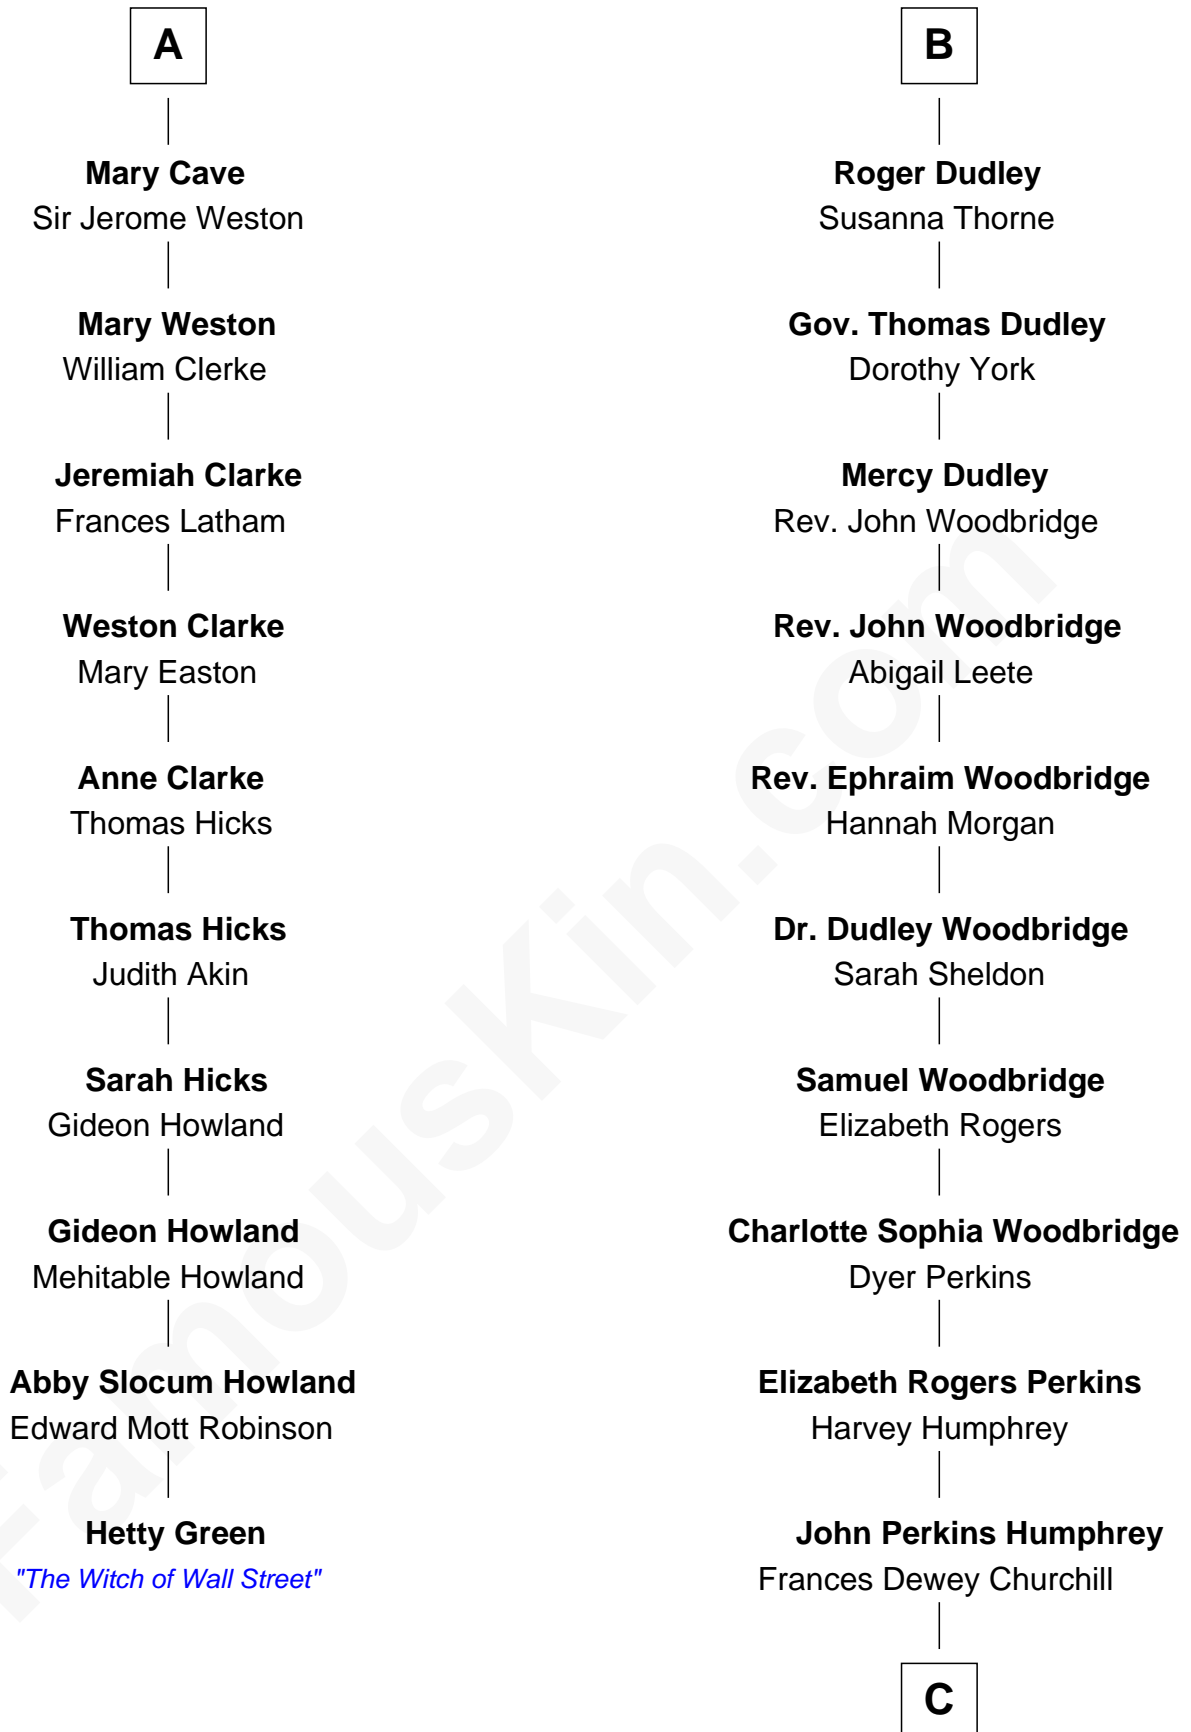 A
Mary Cave
Sir Jerome Weston
Mary Weston
William Clerke
Jeremiah Clarke
Frances Latham
Weston Clarke
Mary Easton
Anne Clarke
Thomas Hicks
Thomas Hicks
Judith Akin
Sarah Hicks
Gideon Howland
Gideon Howland
Mehitable Howland
Abby Slocum Howland
Edward Mott Robinson
Hetty Green
"The Witch of Wall Street"
B
Roger Dudley
Susanna Thorne
Gov. Thomas Dudley
Dorothy York
Mercy Dudley
Rev. John Woodbridge
Rev. John Woodbridge
Abigail Leete
Rev. Ephraim Woodbridge
Hannah Morgan
Dr. Dudley Woodbridge
Sarah Sheldon
Samuel Woodbridge
Elizabeth Rogers
Charlotte Sophia Woodbridge
Dyer Perkins
Elizabeth Rogers Perkins
Harvey Humphrey
John Perkins Humphrey
Frances Dewey Churchill
C
FamousKin.com